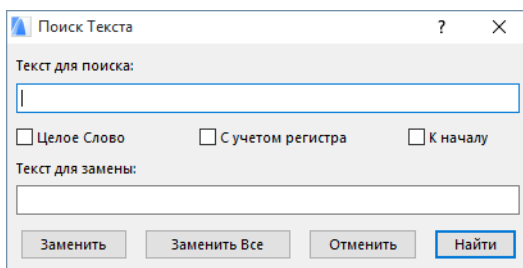 Поиск Текста
Текст для поиска:
Целое Слово С учетом регистра К началу
Текст для замены:
Заменить Заменить Все Отменить Найти